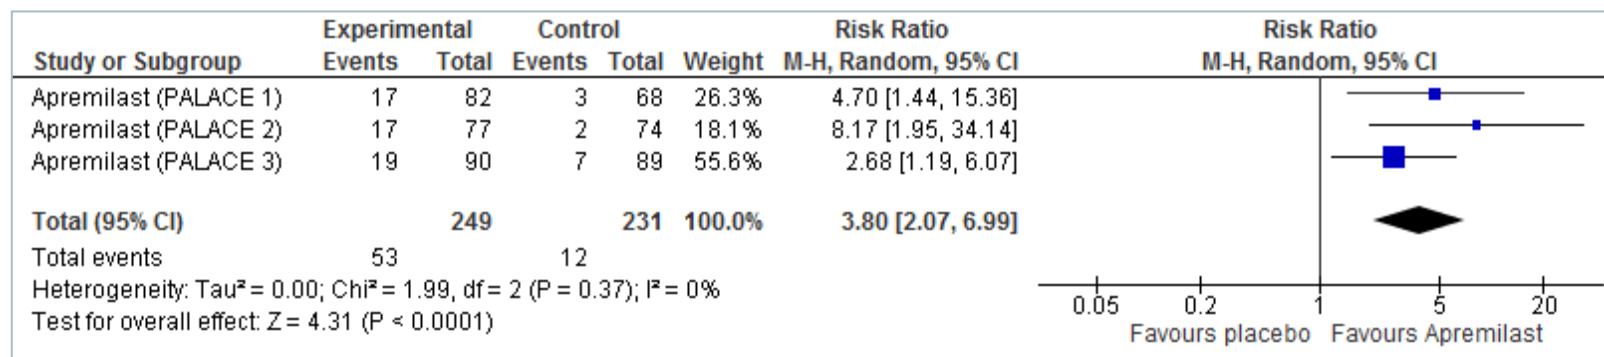 Experimental Control Risk Ratio Risk Ratio
Study or Subgroup Events Total Events Total Weight M-H, Random, 95% CI M-H, Random, 95% CI
Apremilast (PALACE 1) 17 82 3 68 26.3% 4.70 [1.44, 15.36]
Apremilast (PALACE 2) 17 77 2 74 18.1% 8.17 [1.95, 34.14]
Apremilast (PALACE 3) 19 90 7 89 55.6% 2.68 [1.19, 6.07]
Total (95% CI) 249 231 100.0% 3.80 [2.07, 6.99]
Total events 53 12
Heterogeneity: Tau² = 0.00; Chi² = 1.99, df = 2 (P = 0.37); I² = 0%
Test for overall effect: Z = 4.31 (P < 0.0001)
0.05 0.2 1 5 20
Favours placebo Favours Apremilast